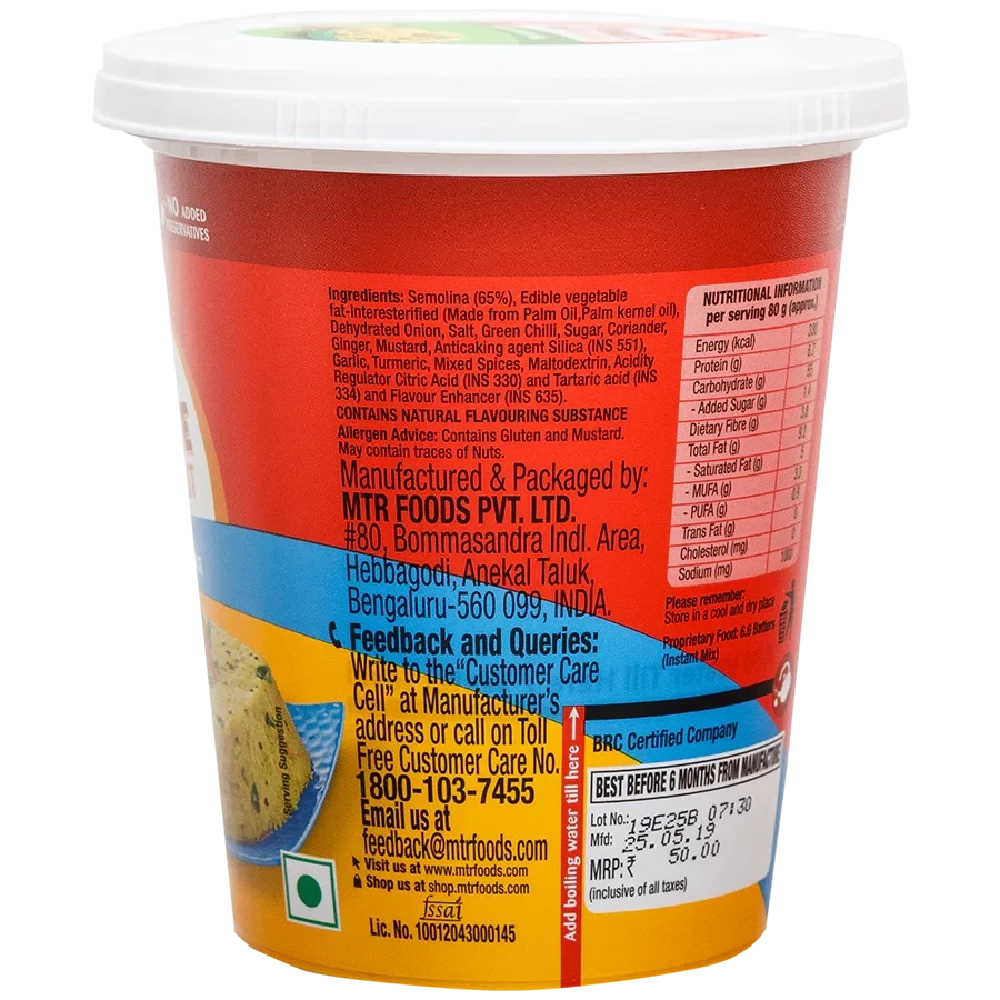 NO ADDED
Ingredients: Semolina (65%), Edible vegetable
fat-Interesterified (Made from Palm Oil,Palm kernel oil),
Dehydrated Onion, Salt, Green Chilli, Sugar, Coriander,
Ginger, Mustard, Anticaking agent Silica (INS 551),
Garlic, Turmeric, Mixed Spices, Maltodextrin, Acidity
Regulator Citric Acid (INS 330) and Tartaric acid (INS
334) and Flavour Enhancer (INS 635).
CONTAINS NATURAL FLAVOURING SUBSTANCE
Allergen Advice: Contains Gluten and Mustard.
May contain traces of Nuts.
Manufactured & Packaged by:
MTR FOODS PVT. LTD.
#80, Bommasandra Indl. Area,
Hebbagodi, Anekal Taluk,
Bengaluru-560 099, INDIA.
Feedback and Queries:
Write to the"Customer Care
Cell" at Manufacturer's
address or call on Toll
Free Customer Care No.
1800-103-7455
Email us at
feedback@mtrfoods.com
Visit us at www.mtrfoods.com
Shop us at shop.mtrfoods.com
fssai
Lic. No. 10012043000145
Serving Suggestion
NUTRITIONAL INFORMATION
per serving 80 g (approx.)
Energy (kcal)
Protein (g)
Carbohydrate (g)
- Added Sugar (g)
Dietary Fibre (g)
Total Fat (g)
- Saturated Fat (g)
- MUFA (g)
- PUFA (g)
Trans Fat (g)
Cholesterol (mg)
Sodium (mg)
Please remember:
Store in a cool and dry place
Proprietary Food: 6.6 Batters
(Instant Mix)
Add boiling water till here
BRC Certified Company
BEST BEFORE 6 MONTHS FROM MANUFACTURE
Lot No.: 19E25B 07:30
Mfd: 25.05.19
MRP:₹ 50.00
(inclusive of all taxes)